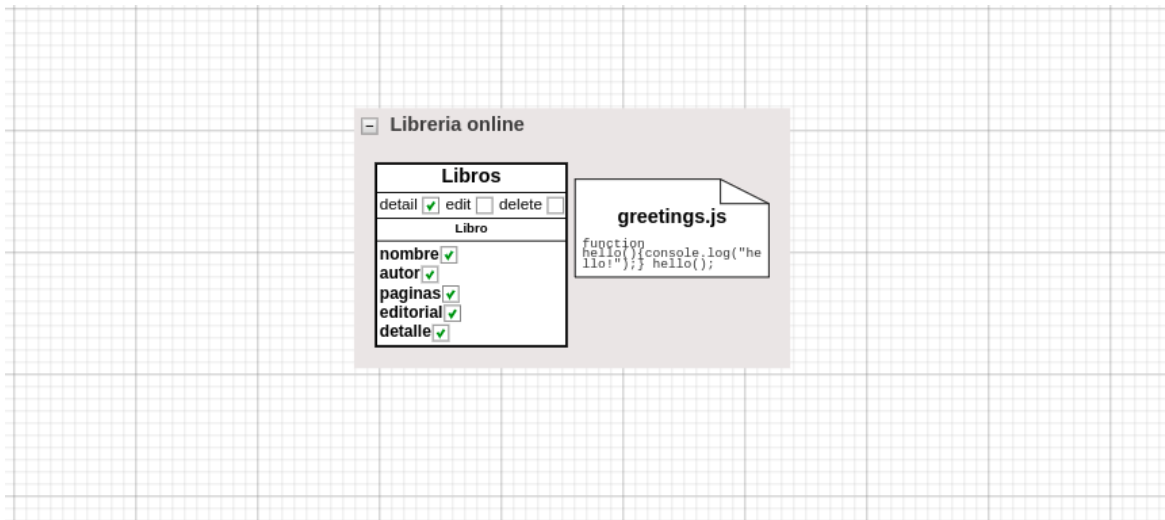 Libreria online
Libros
detail edit delete
Libro
nombre
autor
paginas
editorial
detalle
greetings.js
function
hello(){console.log("he
llo!");} hello();